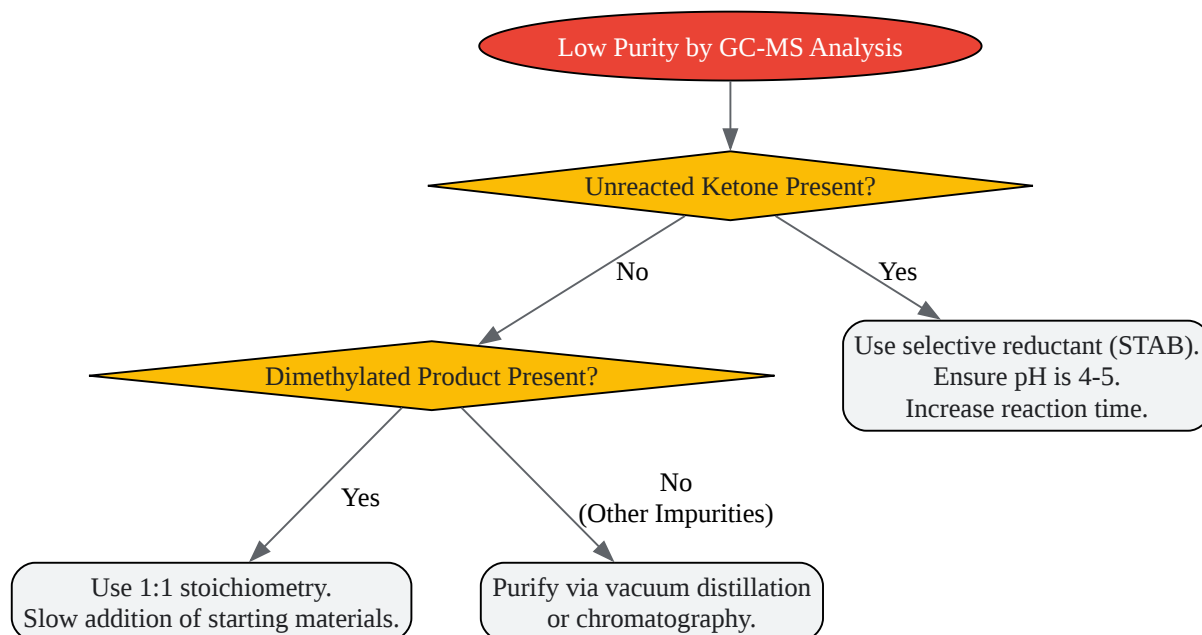 Low Purity by GC-MS Analysis
Unreacted Ketone Present?
No
Yes
Use selective reductant (STAB).
Ensure pH is 4-5.
Increase reaction time.
Dimethylated Product Present?
Yes
No
(Other Impurities)
Use 1:1 stoichiometry.
Slow addition of starting materials.
Purify via vacuum distillation
or chromatography.